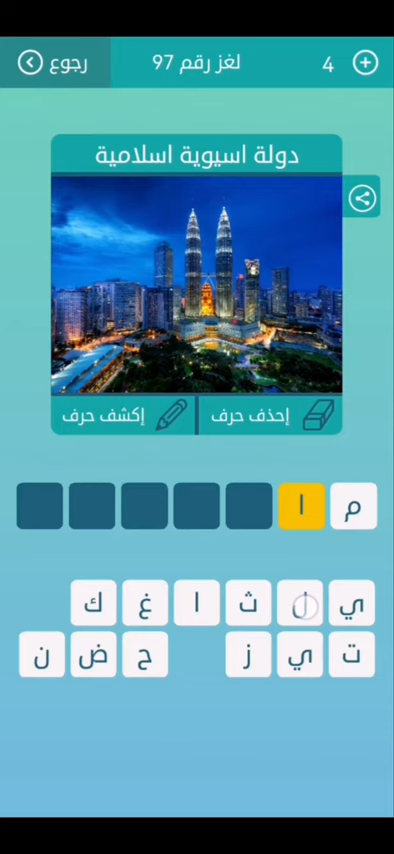 رجوع لغز رقم 97 4
دولة اسيوية اسلامية
إحذف حرف إكشف حرف
م ا
ي ل ث ا غ ك
ت ي ز ح ض ن